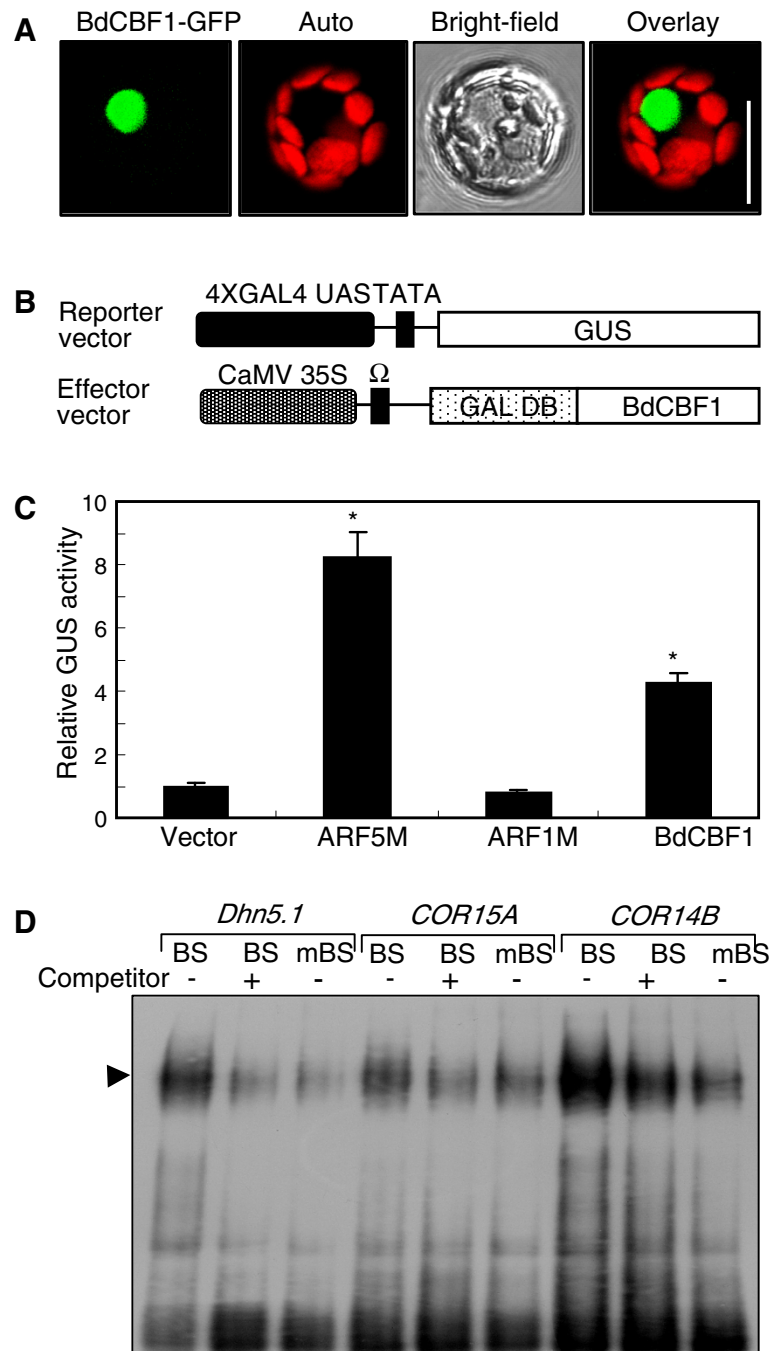 A
BdCBF1-GFP Auto Bright-field Overlay
B
4XGAL4 UASTATA
Reporter
vector
GUS
CaMV 35S Ω
Effector
vector
GAL DB BdCBF1
C
Relative GUS activity
10
8
6
4
2
0
* *
Vector ARF5M ARF1M BdCBF1
D
Dhn5.1 COR15A COR14B
BS BS mBS BS BS mBS BS BS mBS
Competitor - + - - + - - + -